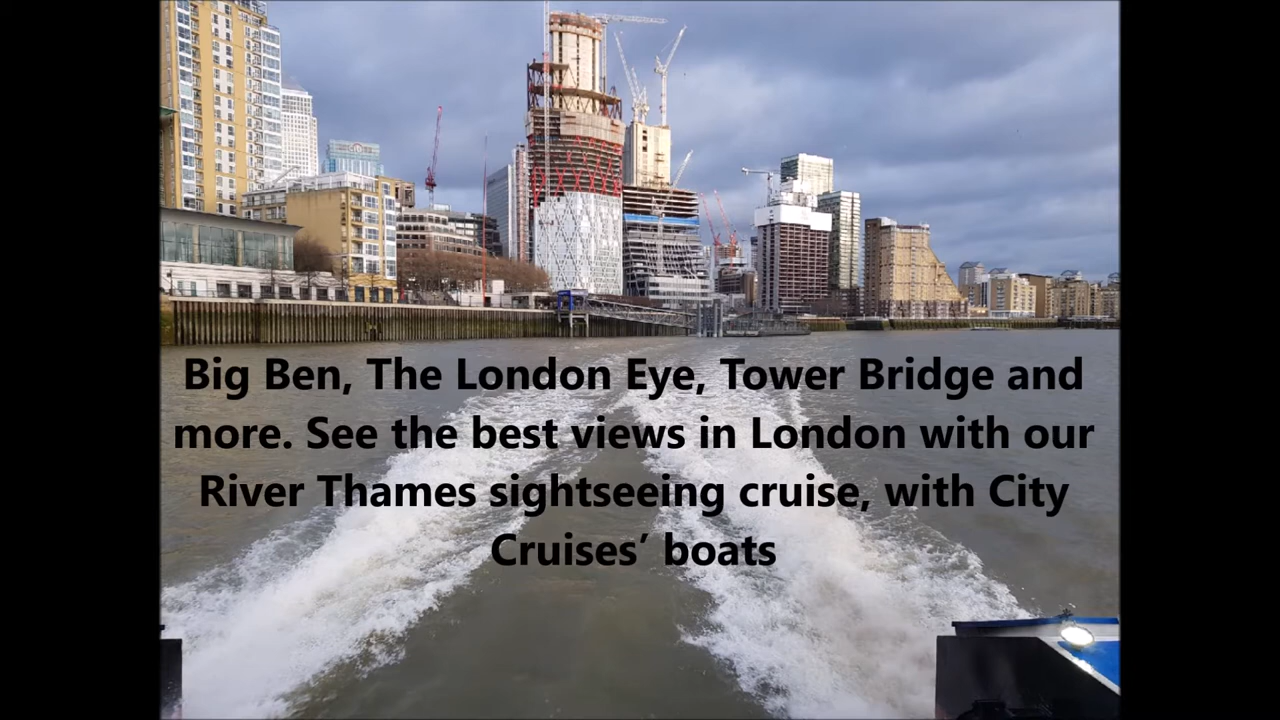 Big Ben, The London Eye, Tower Bridge and
more. See the best views in London with our
River Thames sightseeing cruise, with City
Cruises’ boats